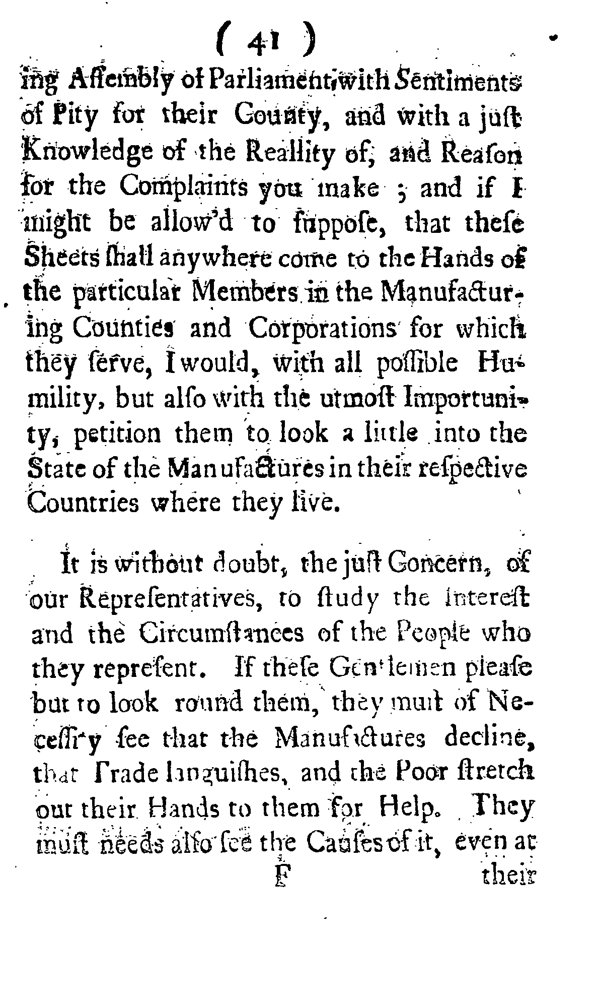 ( 41 )
ing Aſſembly of Parliament, with Sentiments
of Pity for their County, and with a juſt
Knowledge of the Reallity of, and Reaſon
for the Complaints you make ; and if I
might be allow'd to ſuppoſe, that theſe
Sheets ſhall anywhere come to the Hands of
the particular Members in the Manufactur-
ing Counties and Corporations for which
they ſerve, I would, with all poſſible Hu-
mility, but alſo with the utmoſt Importuni-
ty, petition them to look a little into the
State of the Manufactures in their reſpective
Countries where they live.
It is without doubt, the juſt Concern, of
our Repreſentatives, to ſtudy the Intereſt
and the Circumſtances of the People who
they repreſent. If theſe Gentlemen pleaſe
but to look round them, they muſt of Ne-
ceſſity ſee that the Manufactures decline,
that Trade languiſhes, and the Poor ſtretch
out their Hands to them for Help. They
muſt needs alſo ſee the Cauſes of it, even at
F their